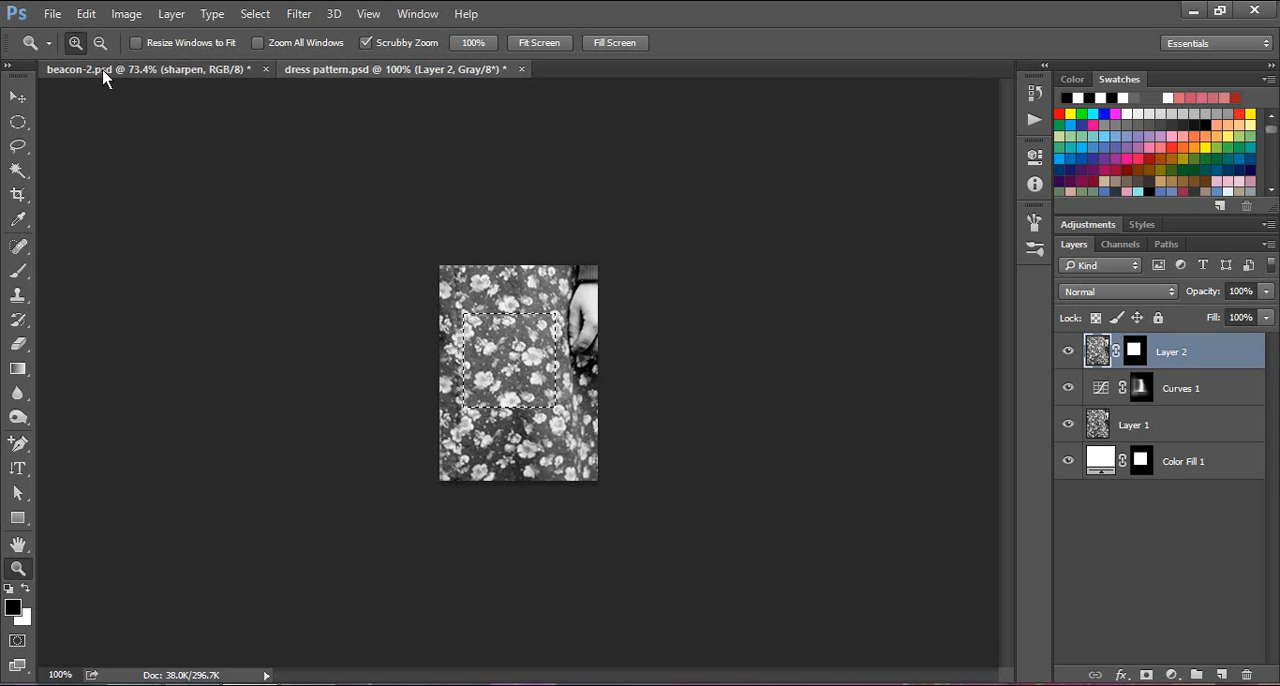 Ps File Edit Image Layer Type Select Filter 3D View Window Help
Resize Windows to Fit Zoom All Windows Scrubby Zoom 100% Fit Screen Fill Screen Essentials
beacon-2.psd @ 73.4% (sharpen, RGB/8) * × dress pattern.psd @ 100% (Layer 2, Gray/8*) * ×
Color Swatches
Adjustments Styles
Layers Channels Paths
Kind T
Normal Opacity: 100%
Lock: Fill: 100%
Layer 2
Curves 1
Layer 1
Color Fill 1
T
100% Doc: 38.0K/296.7K
fx